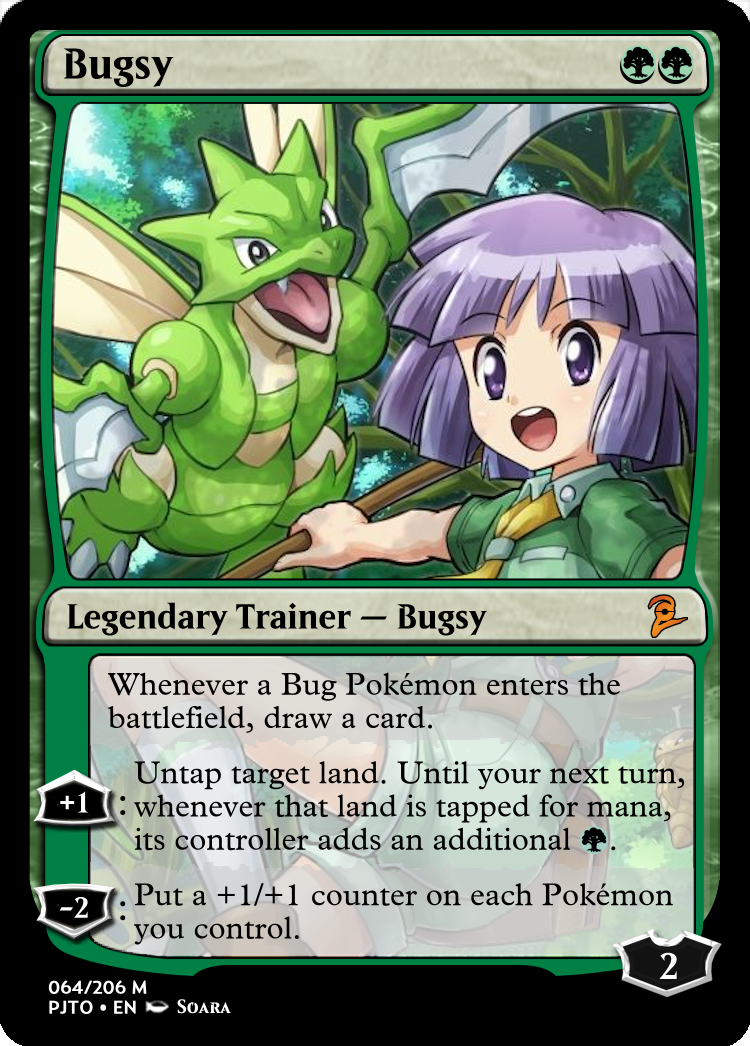 Bugsy
Legendary Trainer — Bugsy
Whenever a Bug Pokémon enters the
battlefield, draw a card.
Untap target land. Until your next turn,
+1 : whenever that land is tapped for mana,
its controller adds an additional .
−2 : Put a +1/+1 counter on each Pokémon
you control.
2
064/206 M
PJTO • EN Soara